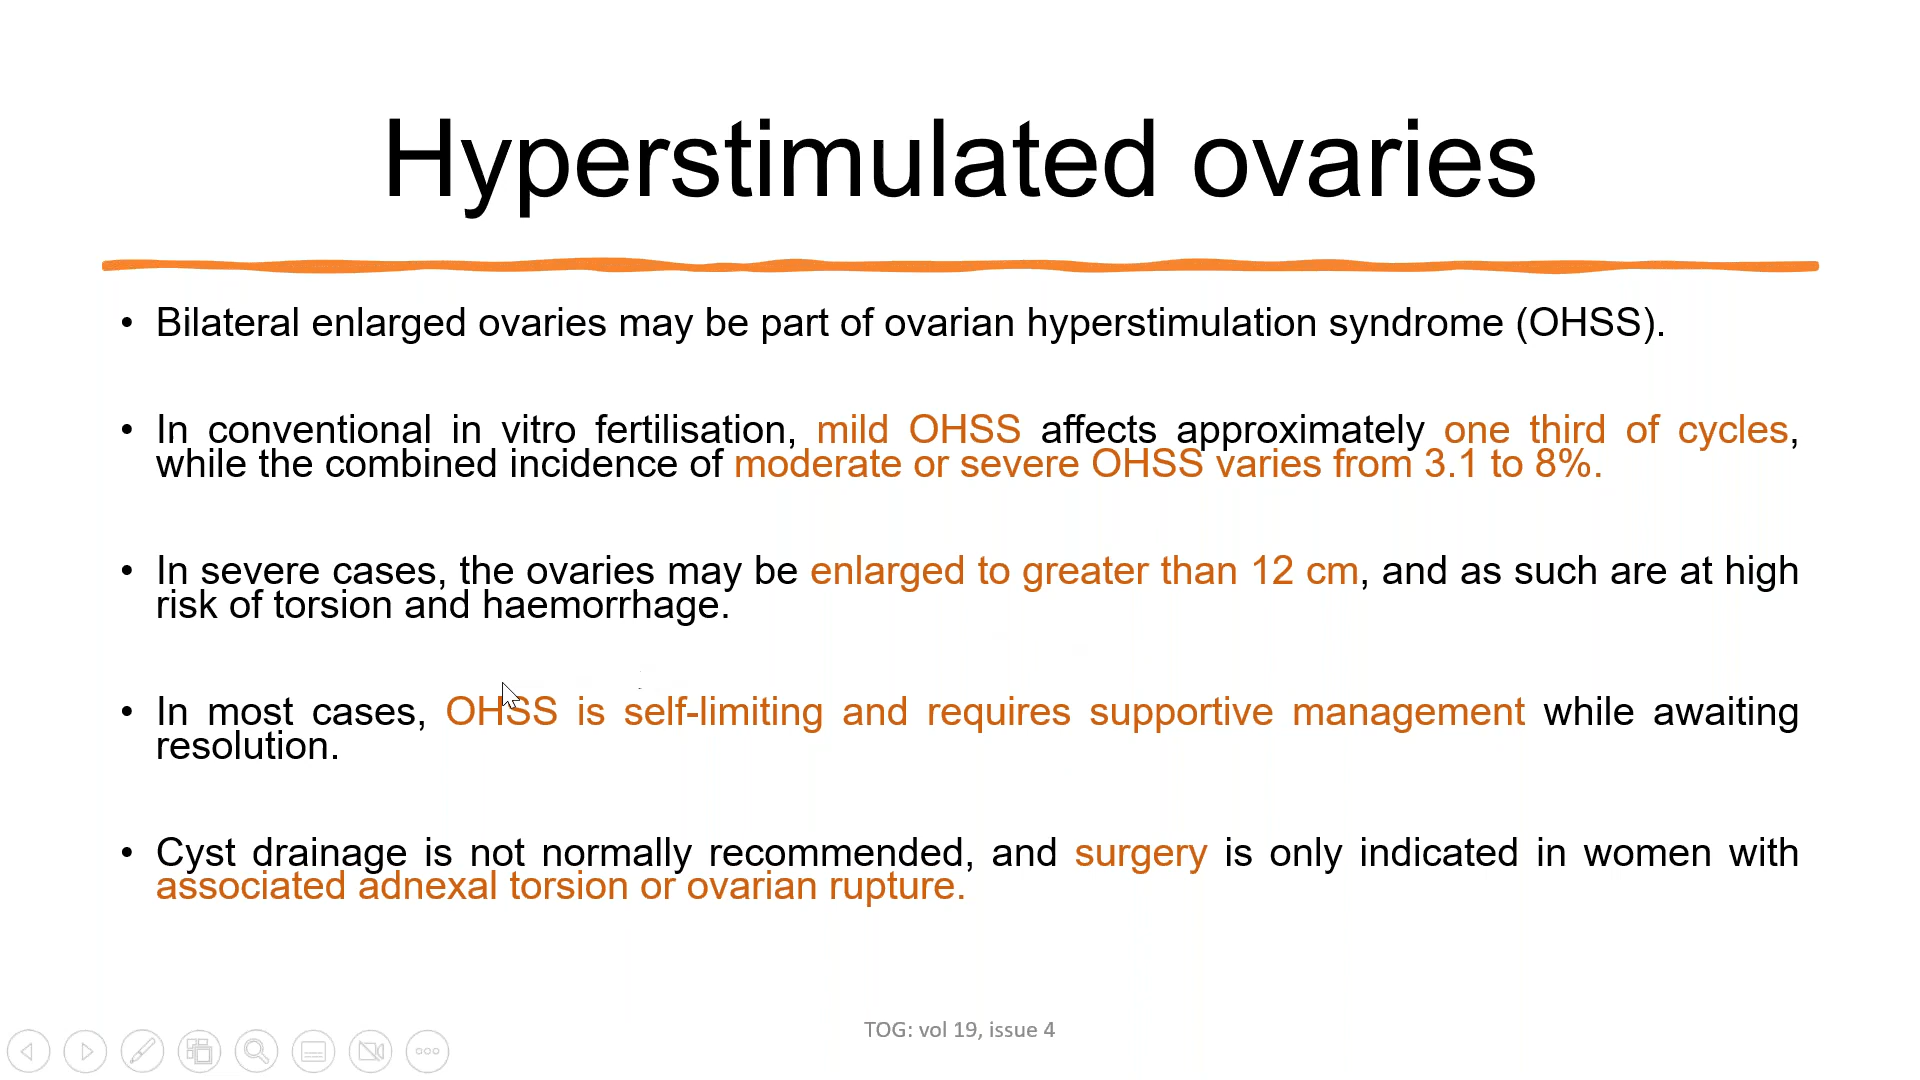 Hyperstimulated ovaries
• Bilateral enlarged ovaries may be part of ovarian hyperstimulation syndrome (OHSS).
• In conventional in vitro fertilisation, mild OHSS affects approximately one third of cycles,
while the combined incidence of moderate or severe OHSS varies from 3.1 to 8%.
• In severe cases, the ovaries may be enlarged to greater than 12 cm, and as such are at high
risk of torsion and haemorrhage.
• In most cases, OHSS is self-limiting and requires supportive management while awaiting
resolution.
• Cyst drainage is not normally recommended, and surgery is only indicated in women with
associated adnexal torsion or ovarian rupture.
TOG: vol 19, issue 4